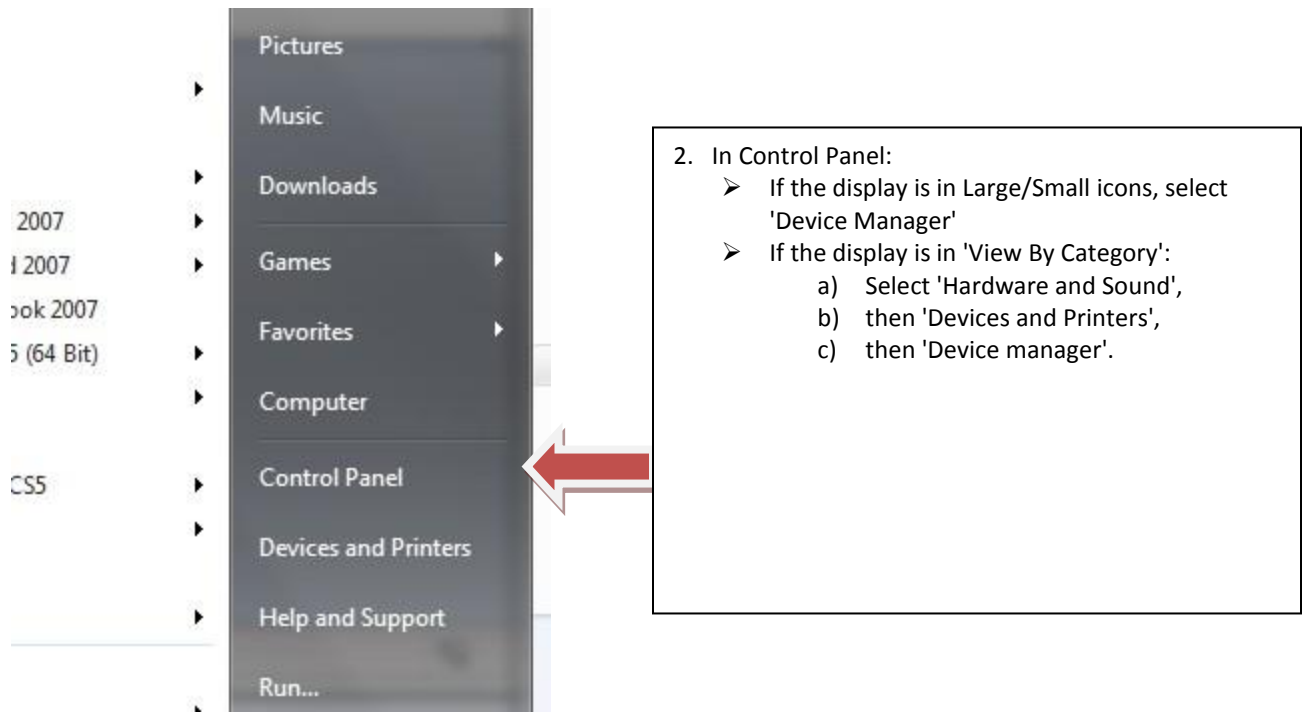 Pictures
Music
Downloads
2007
2007
2007
(64 Bit)
CS5
Games
Favorites
Computer
Control Panel
Devices and Printers
Help and Support
Run...
2. In Control Panel:
➢ If the display is in Large/Small icons, select
'Device Manager'
➢ If the display is in 'View By Category':
a) Select 'Hardware and Sound',
b) then 'Devices and Printers',
c) then 'Device manager'.